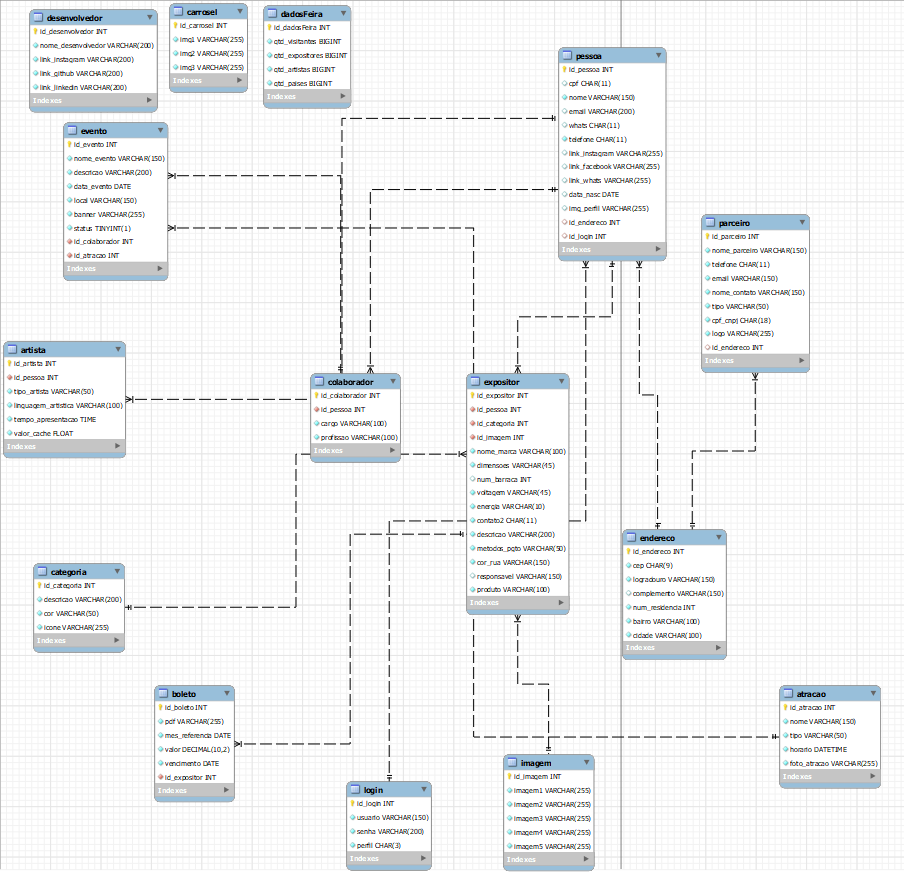 desenvolvedor
id_desenvolvedor INT
nome_desenvolvedor VARCHAR(200)
link_instagram VARCHAR(200)
link_github VARCHAR(200)
link_linkedin VARCHAR(200)
Indexes
carrosel
id_carrosel INT
img1 VARCHAR(255)
img2 VARCHAR(255)
img3 VARCHAR(255)
Indexes
dadosFeira
id_dadosFeira INT
qtd_visitantes BIGINT
qtd_expositores BIGINT
qtd_artistas BIGINT
qtd_paises BIGINT
Indexes
pessoa
id_pessoa INT
cpf CHAR(11)
nome VARCHAR(150)
email VARCHAR(200)
whats CHAR(11)
telefone CHAR(11)
link_instagram VARCHAR(255)
link_facebook VARCHAR(255)
link_whats VARCHAR(255)
data_nasc DATE
img_perfil VARCHAR(255)
id_endereco INT
id_login INT
Indexes
evento
id_evento INT
nome_evento VARCHAR(150)
descricao VARCHAR(200)
data_evento DATE
local VARCHAR(150)
banner VARCHAR(255)
status TINYINT(1)
id_colaborador INT
id_atracao INT
Indexes
parceiro
id_parceiro INT
nome_parceiro VARCHAR(150)
telefone CHAR(11)
email VARCHAR(150)
nome_contato VARCHAR(150)
tipo VARCHAR(50)
cpf_cnpj CHAR(18)
logo VARCHAR(255)
id_endereco INT
Indexes
artista
id_artista INT
id_pessoa INT
tipo_artista VARCHAR(50)
linguagem_artistica VARCHAR(100)
tempo_apresentacao TIME
valor_cache FLOAT
Indexes
colaborador
id_colaborador INT
id_pessoa INT
cargo VARCHAR(100)
profissao VARCHAR(100)
Indexes
expositor
id_expositor INT
id_pessoa INT
id_categoria INT
id_imagem INT
nome_marca VARCHAR(100)
dimensoes VARCHAR(45)
num_barraca INT
voltagem VARCHAR(45)
energia VARCHAR(10)
contato2 CHAR(11)
descricao VARCHAR(200)
metodos_pgto VARCHAR(50)
cor_rua VARCHAR(150)
responsavel VARCHAR(150)
produto VARCHAR(100)
Indexes
endereco
id_endereco INT
cep CHAR(9)
logradouro VARCHAR(150)
complemento VARCHAR(150)
num_residencia INT
bairro VARCHAR(100)
cidade VARCHAR(100)
Indexes
categoria
id_categoria INT
descricao VARCHAR(200)
cor VARCHAR(50)
icone VARCHAR(255)
Indexes
boleto
id_boleto INT
pdf VARCHAR(255)
mes_referencia DATE
valor DECIMAL(10,2)
vencimento DATE
id_expositor INT
Indexes
atracao
id_atracao INT
nome VARCHAR(150)
tipo VARCHAR(50)
horario DATETIME
foto_atracao VARCHAR(255)
Indexes
login
id_login INT
usuario VARCHAR(150)
senha VARCHAR(200)
perfil CHAR(3)
Indexes
imagem
id_imagem INT
imagem1 VARCHAR(255)
imagem2 VARCHAR(255)
imagem3 VARCHAR(255)
imagem4 VARCHAR(255)
imagem5 VARCHAR(255)
Indexes